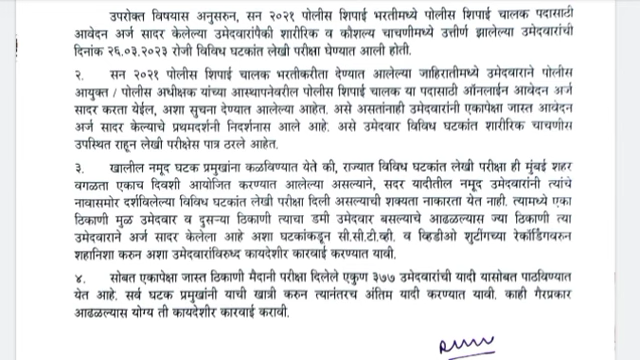 उपरोक्त विषयास अनुसरुन, सन २०२१ पोलीस शिपाई भरतीमध्ये पोलीस शिपाई चालक पदासाठी
आवेदन अर्ज सादर केलेल्या उमेदवारांपैकी शारीरिक व कौशल्य चाचणीमध्ये उत्तीर्ण झालेल्या उमेदवारांची
दिनांक २६.०३.२०२३ रोजी विविध घटकांत लेखी परीक्षा घेण्यात आली होती.
२. सन २०२१ पोलीस शिपाई चालक भरतीकरीता देण्यात आलेल्या जाहिरातीमध्ये उमेदवाराने पोलीस
आयुक्त / पोलीस अधीक्षक यांच्या आस्थापनेवरील पोलीस शिपाई चालक या पदासाठी ऑनलाईन आवेदन अर्ज
सादर करता येईल, अशा सुचना देण्यात आलेल्या आहेत. असे असतांनाही उमेदवारांनी एकापेक्षा जास्त आवेदन
अर्ज सादर केल्याचे प्रथमदर्शनी निदर्शनास आले आहे. असे उमेदवार विविध घटकांत शारीरिक चाचणीस
उपस्थित राहून लेखी परीक्षेस पात्र ठरले आहेत.
३. खालील नमूद घटक प्रमुखांना कळविण्यात येते की, राज्यात विविध घटकांत लेखी परीक्षा ही मुंबई शहर
वगळता एकाच दिवशी आयोजित करण्यात आलेल्या असल्याने, सदर यादीतील नमूद उमेदवारांनी त्यांचे
नावासमोर दर्शविलेल्या विविध घटकांत लेखी परीक्षा दिली असल्याची शक्यता नाकारता येत नाही. त्यामध्ये एका
ठिकाणी मुळ उमेदवार व दुसऱ्या ठिकाणी त्याचा डमी उमेदवार बसल्याचे आढळल्यास ज्या ठिकाणी त्या
उमेदवाराने अर्ज सादर केलेला आहे अशा घटकांकडून सी.सी.टी.व्ही. व व्हिडीओ शुटींगच्या रेकॉर्डिंगवरुन
शहानिशा करुन अशा उमेदवारांविरुध्द कायदेशीर कारवाई करण्यात यावी.
४. सोबत एकापेक्षा जास्त ठिकाणी मैदानी परीक्षा दिलेले एकुण ३७७ उमेदवारांची यादी यासोबत पाठविण्यात
येत आहे. सर्व घटक प्रमुखांनी याची खात्री करुन त्यानंतरच अंतिम यादी करण्यात यावी. काही गैरप्रकार
आढळल्यास योग्य ती कायदेशीर कारवाई करावी.